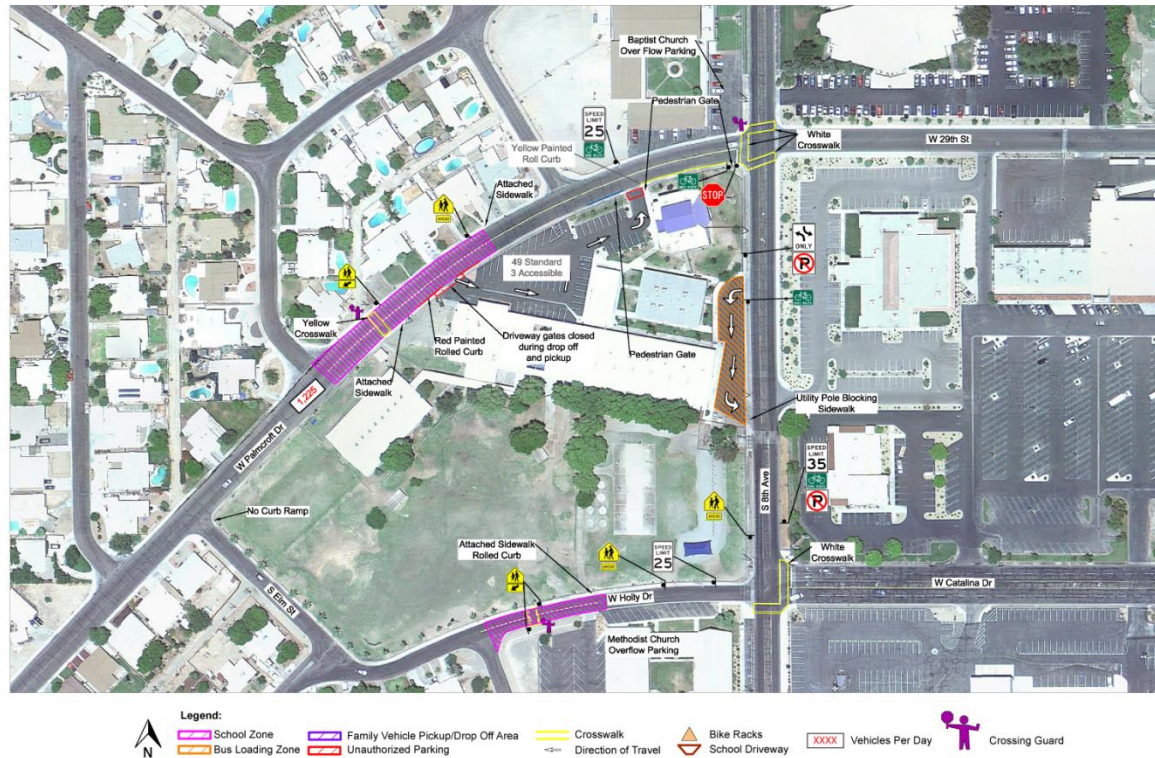 Baptist Church
Over Flow Parking
Pedestrian Gate
SPEED
LIMIT
25
White
Crosswalk
W 29th St
Yellow Painted
Roll Curb
STOP
Attached
Sidewalk
AHEAD
ONLY
P
49 Standard
3 Accessible
Yellow
Crosswalk
Red Painted
Rolled Curb
Driveway gates closed
during drop off
and pickup
Pedestrian Gate
Attached
Sidewalk
1,225
Utility Pole Blocking
Sidewalk
W Palmcroft Dr
SPEED
LIMIT
35
P
S 8th Ave
No Curb Ramp
AHEAD
Attached Sidewalk
Rolled Curb
AHEAD
SPEED
LIMIT
25
White
Crosswalk
W Holly Dr
W Catalina Dr
S Elm St
Methodist Church
Overflow Parking
N
Legend:
School Zone
Family Vehicle Pickup/Drop Off Area
Crosswalk
Bike Racks
XXXX Vehicles Per Day
Crossing Guard
Bus Loading Zone
Unauthorized Parking
Direction of Travel
School Driveway